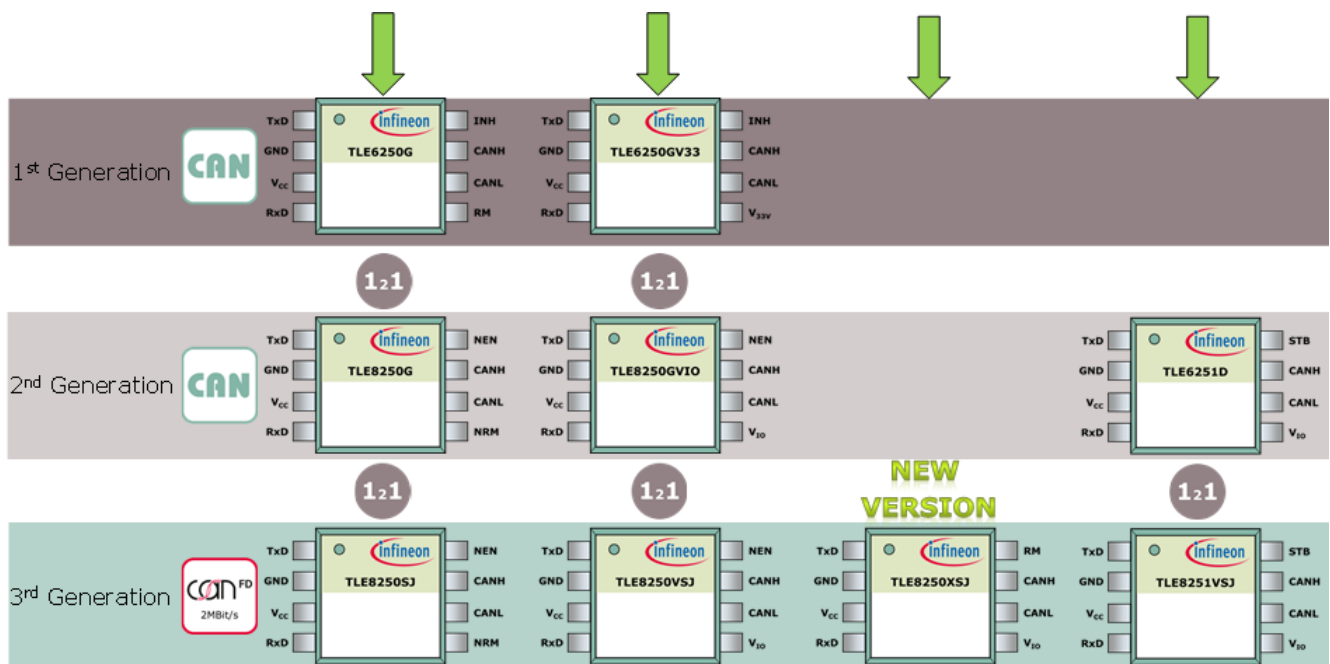 1st Generation
CAN
TxD
GND
VCC
RxD
infineon
TLE6250G
INH
CANH
CANL
RM
TxD
GND
VCC
RxD
infineon
TLE6250GV33
INH
CANH
CANL
V33V
121
121
2nd Generation
CAN
TxD
GND
VCC
RxD
infineon
TLE8250G
NEN
CANH
CANL
NRM
TxD
GND
VCC
RxD
infineon
TLE8250GVIO
NEN
CANH
CANL
VIO
TxD
GND
VCC
RxD
infineon
TLE6251D
STB
CANH
CANL
VIO
121
121
NEW
VERSION
121
3rd Generation
CAN FD
2MBit/s
TxD
GND
VCC
RxD
infineon
TLE8250SJ
NEN
CANH
CANL
NRM
TxD
GND
VCC
RxD
infineon
TLE8250VSJ
NEN
CANH
CANL
VIO
TxD
GND
VCC
RxD
infineon
TLE8250XSJ
RM
CANH
CANL
VIO
TxD
GND
VCC
RxD
infineon
TLE8251VSJ
STB
CANH
CANL
VIO